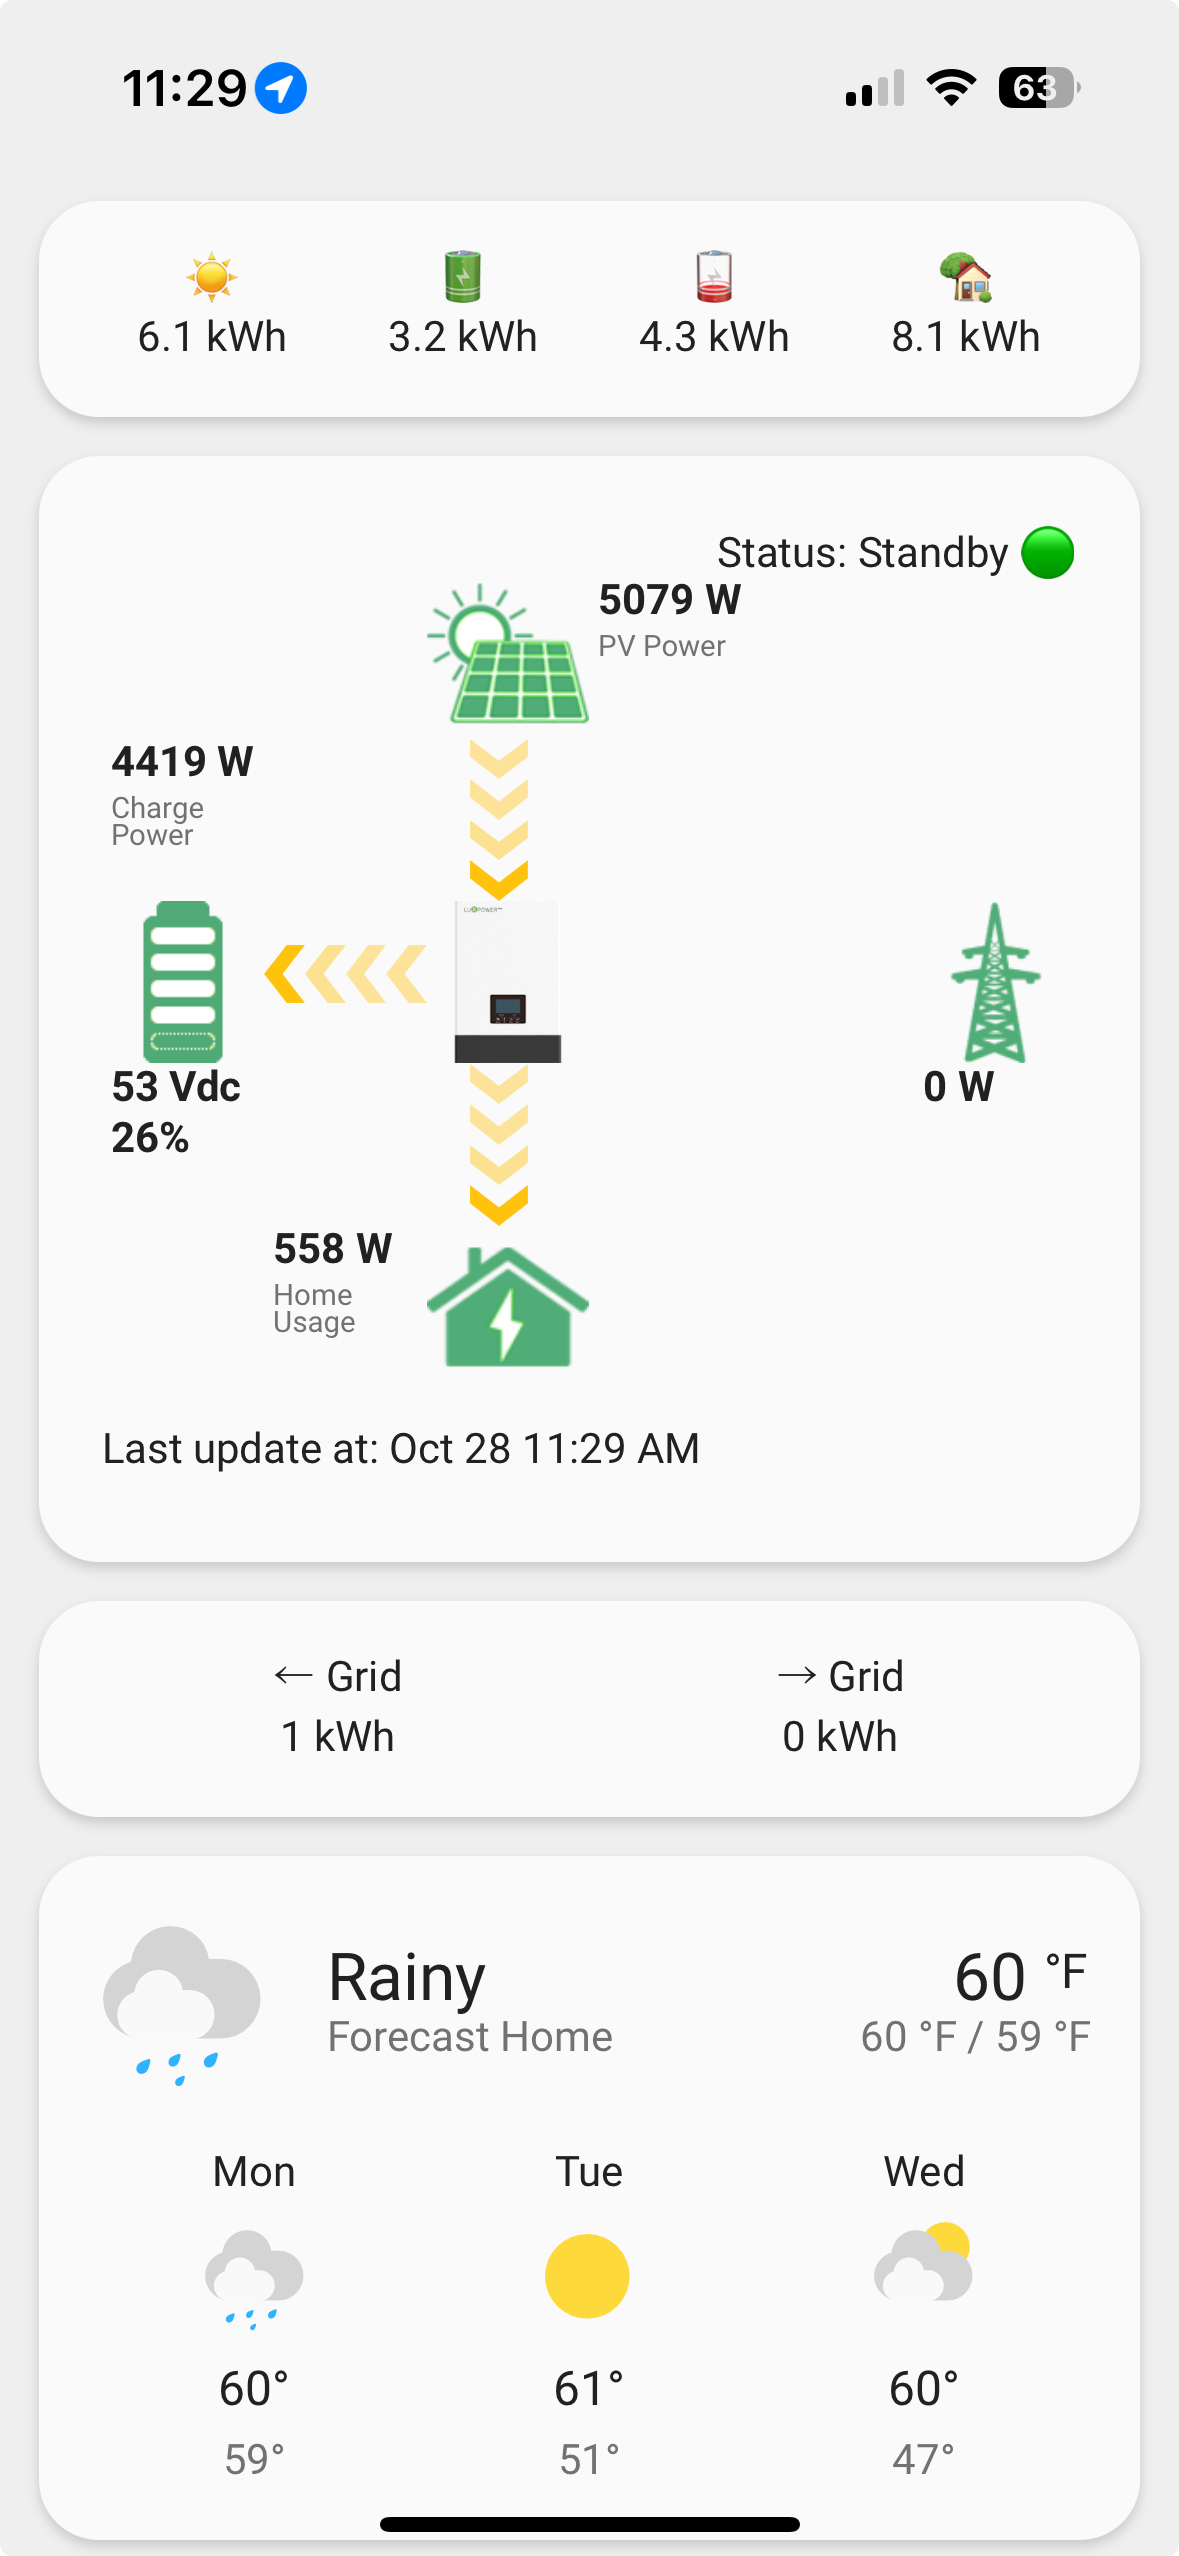 11:29
63
6.1 kWh 3.2 kWh 4.3 kWh 8.1 kWh
Status: Standby
5079 W
PV Power
4419 W
Charge
Power
LUXPOWER
53 Vdc
26%
0 W
558 W
Home
Usage
Last update at: Oct 28 11:29 AM
← Grid → Grid
1 kWh 0 kWh
Rainy 60 °F
Forecast Home 60 °F / 59 °F
Mon Tue Wed
60° 61° 60°
59° 51° 47°